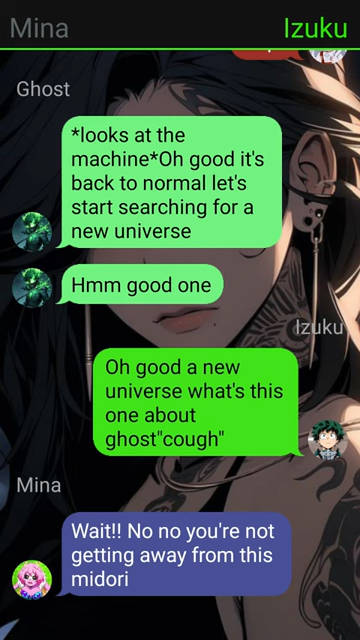 Mina
Izuku
Ghost
*looks at the
machine*Oh good it's
back to normal let's
start searching for a
new universe
Hmm good one
Izuku
Oh good a new
universe what's this
one about
ghost"cough"
Mina
Wait!! No no you're not
getting away from this
midori